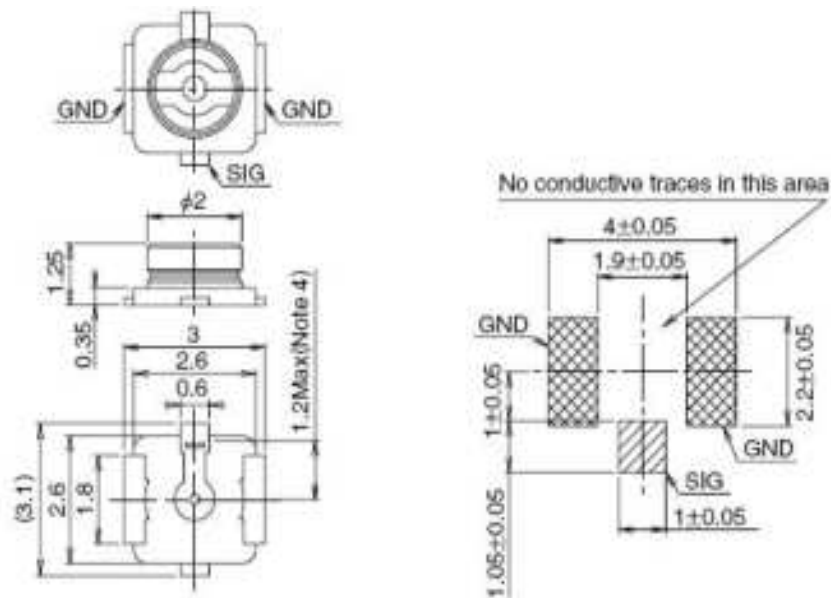 GND
GND
SIG
ϕ2
1.25
0.35
3
2.6
0.6
1.2Max(Note 4)
(3.1)
2.6
1.8
No conductive traces in this area
4±0.05
1.9±0.05
GND
1±0.05
2.2±0.05
GND
SIG
1±0.05
1.05±0.05